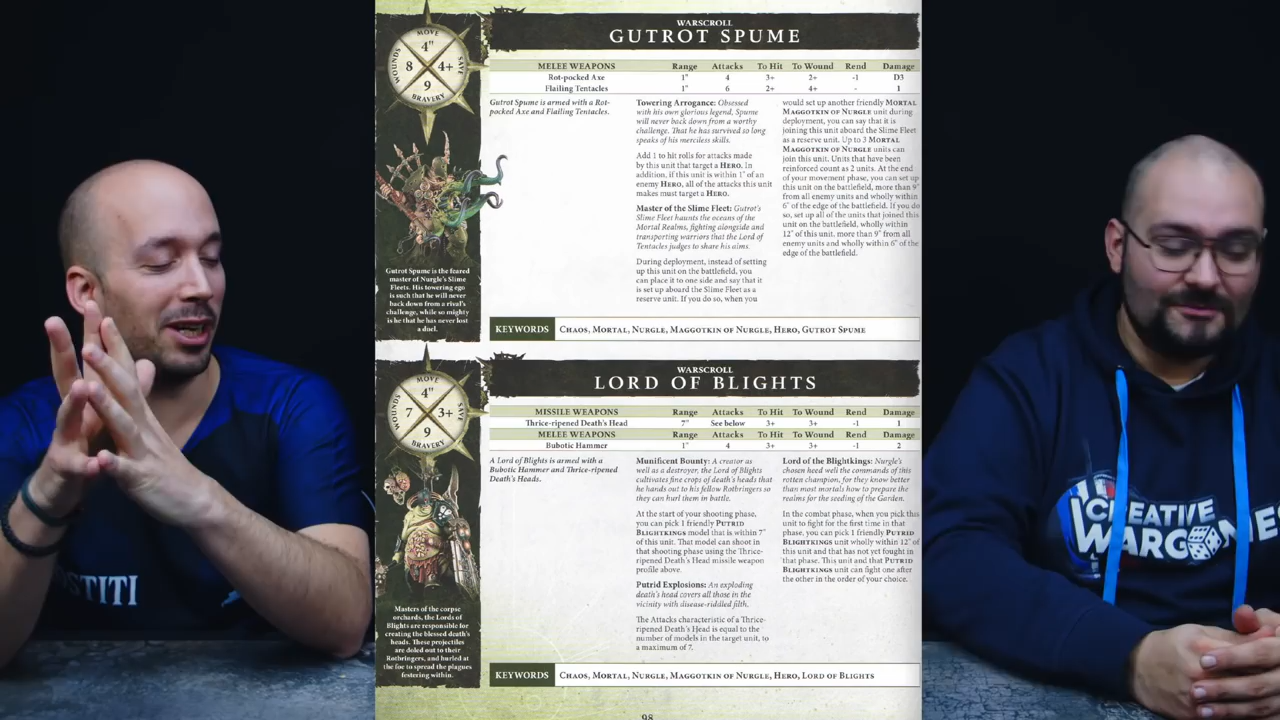 WARSCROLL
GUTROT SPUME
MOVE
4"
WOUNDS
8
4+
SAVE
9
BRAVERY
MELEE WEAPONS Range Attacks To Hit To Wound Rend Damage
Rot-pocked Axe 1" 4 3+ 2+ -1 D3
Flailing Tentacles 1" 6 2+ 4+ - 1
Gutrot Spume is armed with a Rot-
pocked Axe and Flailing Tentacles.
Gutrot Spume is the feared
master of Nurgle's Slime
Fleets. His towering ego
is such that he will never
back down from a rival's
challenge, while so mighty
is he that he has never lost
a duel.
Towering Arrogance: Obsessed
with his own glorious legend, Spume
will never back down from a worthy
challenge. That he has survived so long
speaks of his merciless skills.
Add 1 to hit rolls for attacks made
by this unit that target a HERO. In
addition, if this unit is within 1" of an
enemy HERO, all of the attacks this unit
makes must target a HERO.
Master of the Slime Fleet: Gutrot's
Slime Fleet haunts the oceans of the
Mortal Realms, fighting alongside and
transporting warriors that the Lord of
Tentacles judges to share his aims.
During deployment, instead of setting
up this unit on the battlefield, you
can place it to one side and say that it
is set up aboard the Slime Fleet as a
reserve unit. If you do so, when you
would set up another friendly MORTAL
MAGGOTKIN OF NURGLE unit during
deployment, you can say that it is
joining this unit aboard the Slime Fleet
as a reserve unit. Up to 3 MORTAL
MAGGOTKIN OF NURGLE units can
join this unit. Units that have been
reinforced count as 2 units. At the end
of your movement phase, you can set up
this unit on the battlefield, more than 9"
from all enemy units and wholly within
6" of the edge of the battlefield. If you do
so, set up all of the units that joined this
unit on the battlefield, wholly within
12" of this unit, more than 9" from all
enemy units and wholly within 6" of the
edge of the battlefield.
KEYWORDS CHAOS, MORTAL, NURGLE, MAGGOTKIN OF NURGLE, HERO, GUTROT SPUME
WARSCROLL
LORD OF BLIGHTS
MOVE
4"
WOUNDS
7
3+
SAVE
9
BRAVERY
MISSILE WEAPONS Range Attacks To Hit To Wound Rend Damage
Thrice-ripened Death's Head 7" See below 3+ 3+ -1 1
MELEE WEAPONS Range Attacks To Hit To Wound Rend Damage
Bubotic Hammer 1" 4 3+ 3+ -1 2
A Lord of Blights is armed with a
Bubotic Hammer and Thrice-ripened
Death's Heads.
Masters of the corpse
orchards, the Lords of
Blights are responsible for
creating the blessed death's
heads. These projectiles
are doled out to their
Rotbringers, and hurled at
the foe to spread the plagues
festering within.
Munificent Bounty: A creator as
well as a destroyer, the Lord of Blights
cultivates fine crops of death's heads that
he hands out to his fellow Rotbringers so
they can hurl them in battle.
At the start of your shooting phase,
you can pick 1 friendly PUTRID
BLIGHTKINGS model that is within 7"
of this unit. That model can shoot in
that shooting phase using the Thrice-
ripened Death's Head missile weapon
profile above.
Putrid Explosions: An exploding
death's head covers all those in the
vicinity with disease-riddled filth.
The Attacks characteristic of a Thrice-
ripened Death's Head is equal to the
number of models in the target unit, to
a maximum of 7.
Lord of the Blightkings: Nurgle's
chosen heed well the commands of this
rotten champion, for they know better
than most mortals how to prepare the
realms for the seeding of the Garden.
In the combat phase, when you pick this
unit to fight for the first time in that
phase, you can pick 1 friendly PUTRID
BLIGHTKINGS unit wholly within 12" of
this unit and that has not yet fought in
that phase. This unit and that PUTRID
BLIGHTKINGS unit can fight one after
the other in the order of your choice.
KEYWORDS CHAOS, MORTAL, NURGLE, MAGGOTKIN OF NURGLE, HERO, LORD OF BLIGHTS
98
STITI
CREATIVE
WARGAMES